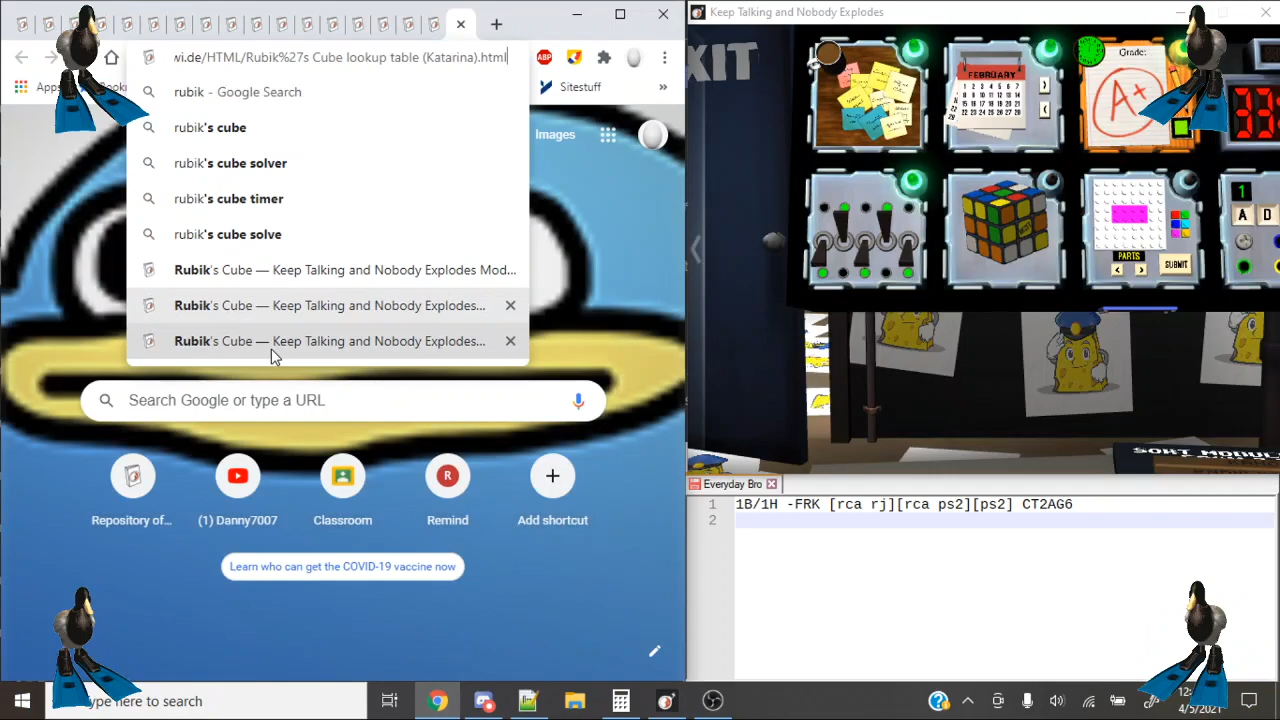 wi.de/HTML/Rubik%27s Cube lookup table (Katarina).html
rubik - Google Search
rubik's cube
rubik's cube solver
rubik's cube timer
rubik's cube solve
Rubik's Cube — Keep Talking and Nobody Explodes Mod...
Rubik's Cube — Keep Talking and Nobody Explodes...
Rubik's Cube — Keep Talking and Nobody Explodes...
Sitestuff
Images
Search Google or type a URL
Repository of...
(1) Danny7007
Classroom
Remind
Add shortcut
Learn who can get the COVID-19 vaccine now
Keep Talking and Nobody Explodes
XIT
FEBRUARY
Grade:
A+
PARTS
SUBMIT
1
A D
SORT MODULE
Everyday Bro
1 1B/1H -FRK [rca rj][rca ps2][ps2] CT2AG6
2
ype here to search
4/5/2021